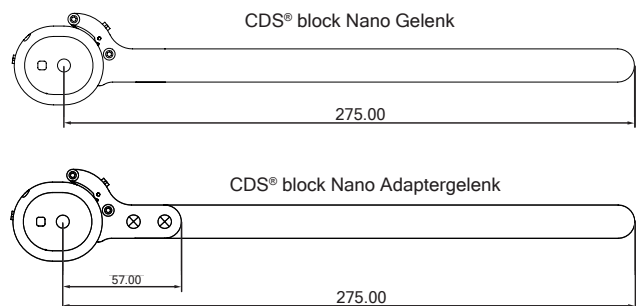 CDS® block Nano Gelenk
275.00
CDS® block Nano Adaptergelenk
57.00
275.00